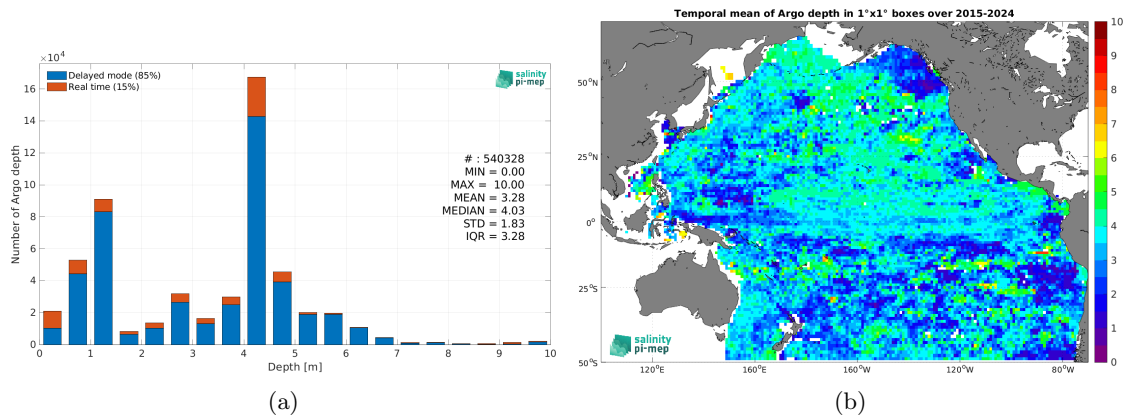 ×10⁴
Delayed mode (85%)
Real time (15%)
salinity
pi-mep
16
14
12
10
8
6
4
2
0
Number of Argo depth
# : 540328
MIN = 0.00
MAX = 10.00
MEAN = 3.28
MEDIAN = 4.03
STD = 1.83
IQR = 3.28
0 1 2 3 4 5 6 7 8 9 10
Depth [m]
(a)
Temporal mean of Argo depth in 1°x1° boxes over 2015-2024
50°N
25°N
0°
25°S
50°S
120°E 160°E 160°W 120°W 80°W
salinity
pi-mep
10
9
8
7
6
5
4
3
2
1
0
(b)